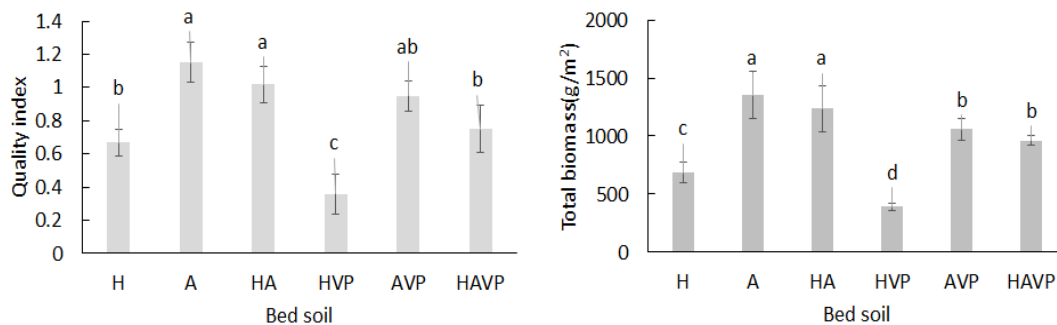 Quality index
1.4
1.2
1
0.8
0.6
0.4
0.2
0
b
a
a
c
ab
b
H A HA HVP AVP HAVP
Bed soil
Total biomass(g/m²)
2000
1500
1000
500
0
c
a
a
d
b
b
H A HA HVP AVP HAVP
Bed soil